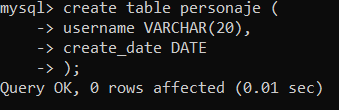 mysql> create table personaje (
    -> username VARCHAR(20),
    -> create_date DATE
    -> );
Query OK, 0 rows affected (0.01 sec)